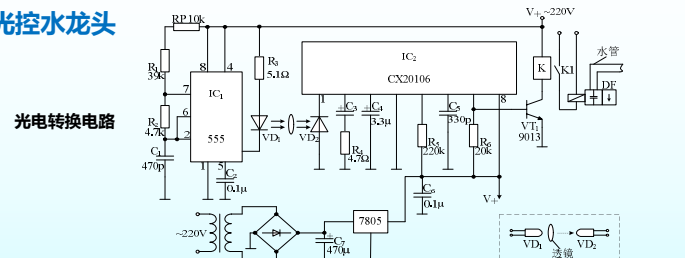 光控水龙头
光电转换电路
RP 10k
V+ ~220V
水管
R1
39k
8
4
R3
5.1Ω
IC2
CX20106
K
K1
DF
7
IC1
R2
4.7k
6
555
2
VD1
VD2
1
C3
C4
3.3μ
C5
330p
8
VT1
9013
C1
470p
R4
4.7Ω
R5
220k
R6
20k
1
5
C2
0.1μ
C6
0.1μ
V+
~220V
7805
C7
470μ
VD1
VD2
透镜